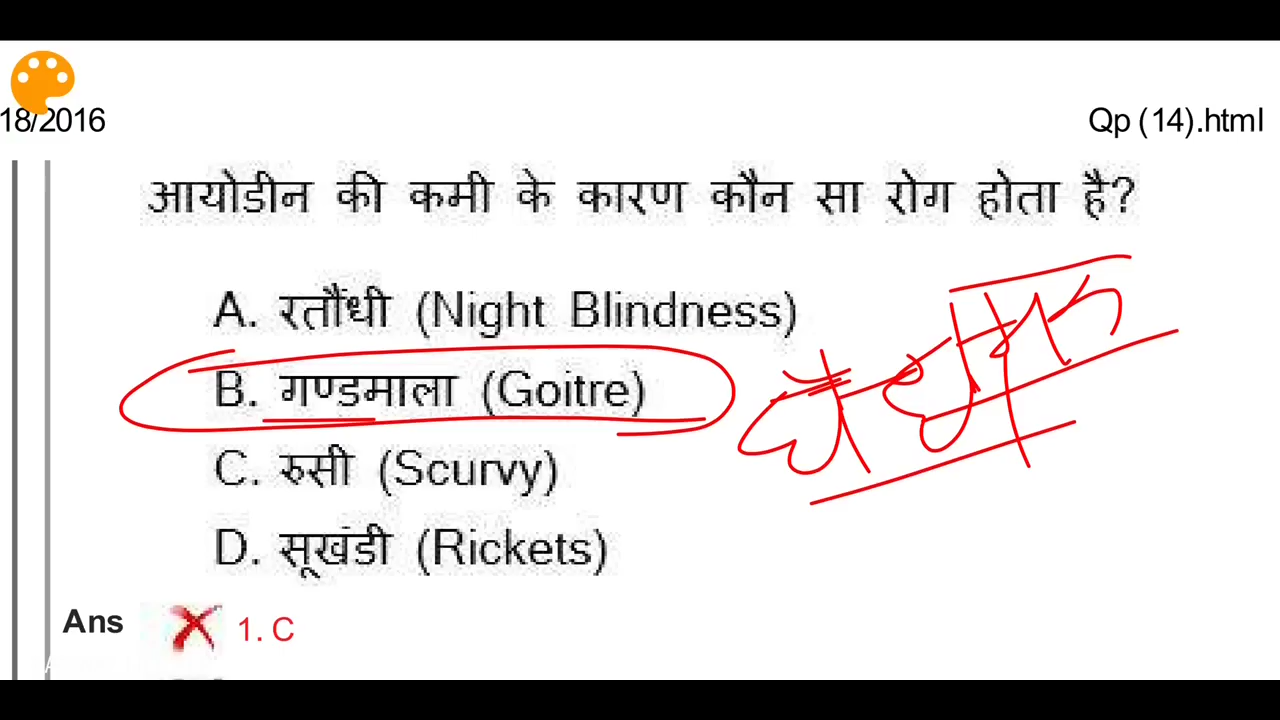 18/2016
Qp (14).html
आयोडीन की कमी के कारण कौन सा रोग होता है?
A. रतौंधी (Night Blindness)
B. गण्डमाला (Goitre)
C. रुसी (Scurvy)
D. सूखंडी (Rickets)
Ans
1. C